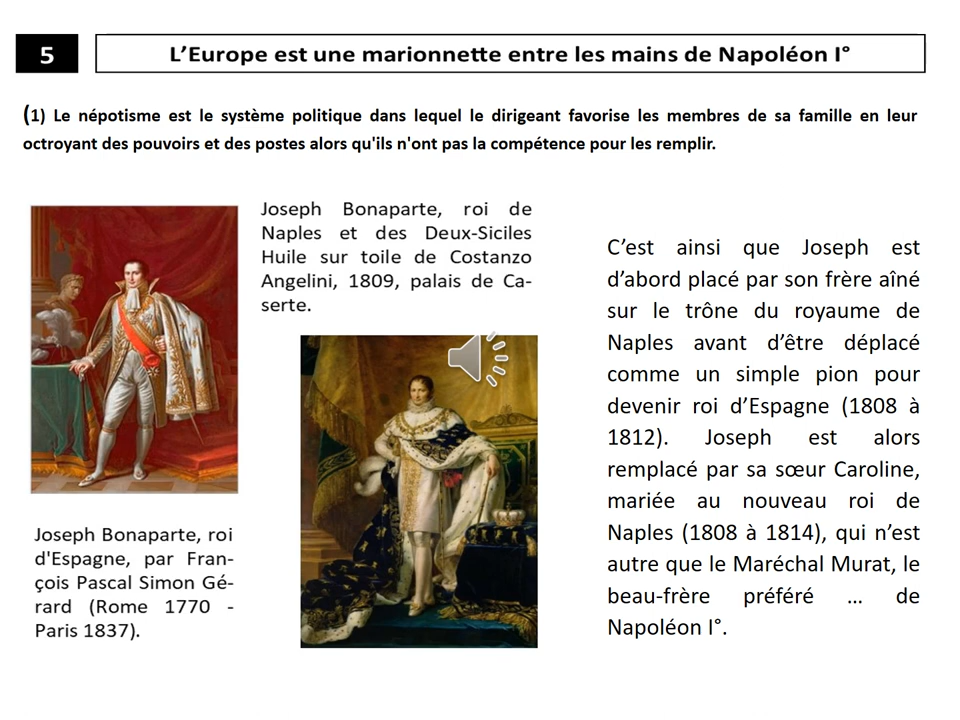 5
L’Europe est une marionnette entre les mains de Napoléon I°
(1) Le népotisme est le système politique dans lequel le dirigeant favorise les membres de sa famille en leur
octroyant des pouvoirs et des postes alors qu'ils n'ont pas la compétence pour les remplir.
Joseph Bonaparte, roi de
Naples et des Deux-Siciles
Huile sur toile de Costanzo
Angelini, 1809, palais de Ca-
serte.
Joseph Bonaparte, roi
d'Espagne, par Fran-
çois Pascal Simon Gé-
rard (Rome 1770 -
Paris 1837).
C’est ainsi que Joseph est
d’abord placé par son frère aîné
sur le trône du royaume de
Naples avant d’être déplacé
comme un simple pion pour
devenir roi d’Espagne (1808 à
1812). Joseph est alors
remplacé par sa sœur Caroline,
mariée au nouveau roi de
Naples (1808 à 1814), qui n’est
autre que le Maréchal Murat, le
beau-frère préféré … de
Napoléon I°.